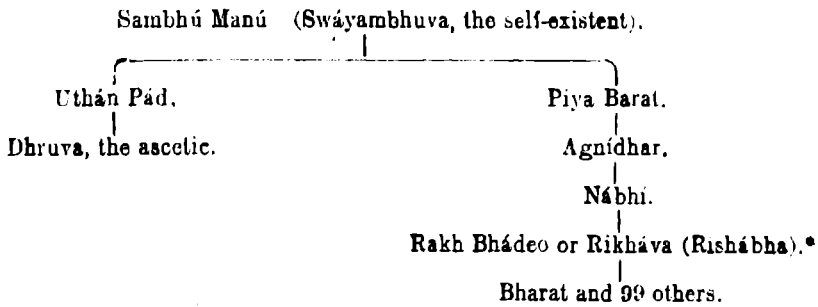 Sambhú Manú (Swáyambhuva, the self-existent).
Uthán Pád. Piya Barat.
Dhruva, the ascetic. Agnídhar.
Nábhí.
Rakh Bhádeo or Rikháva (Rishábha).*
Bharat and 99 others.